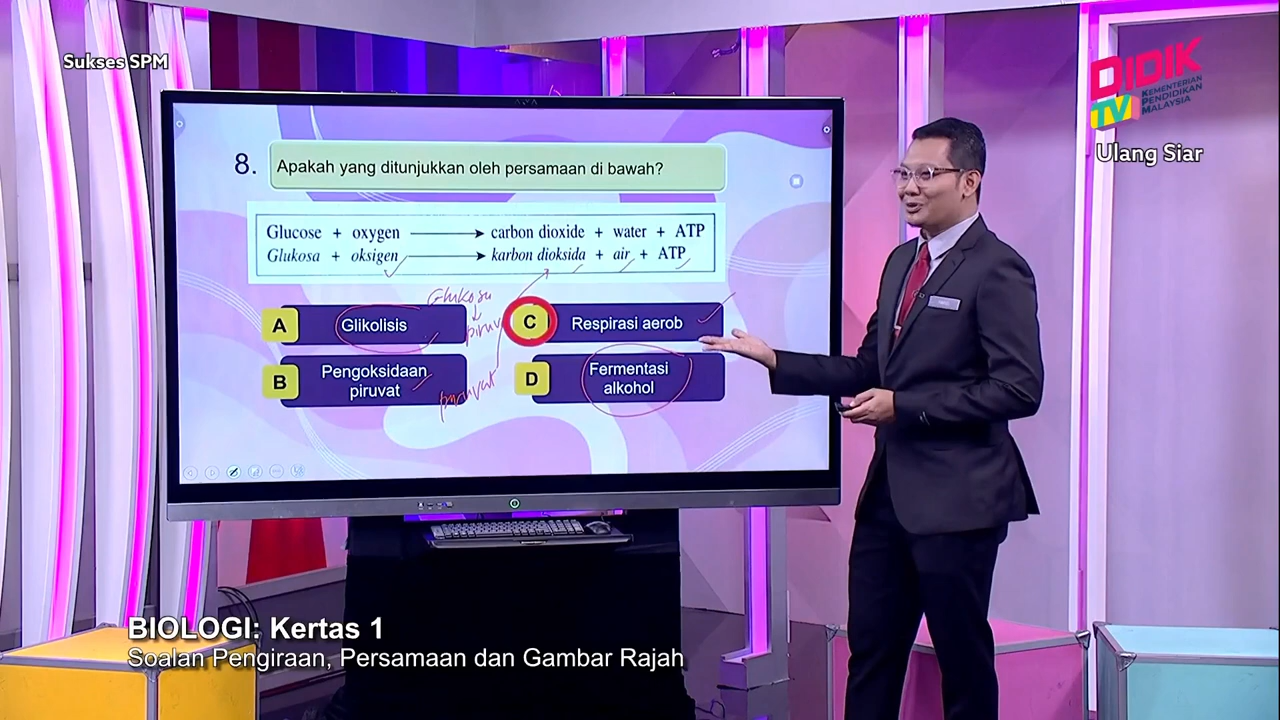 Sukses SPM
DIDIK
TV
KEMENTERIAN
PENDIDIKAN
MALAYSIA
Ulang Siar
8. Apakah yang ditunjukkan oleh persamaan di bawah?
Glucose + oxygen → carbon dioxide + water + ATP
Glukosa + oksigen → karbon dioksida + air + ATP
Glukosa
A Glikolisis
piruv
C Respirasi aerob
B Pengoksidaan
piruvat
piruvat
D Fermentasi
alkohol
BIOLOGI: Kertas 1
Soalan Pengiraan, Persamaan dan Gambar Rajah